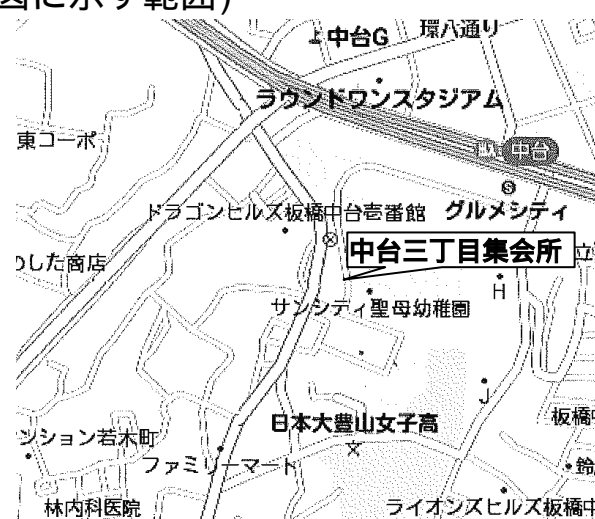 図に示す範囲)
中台G
環八通り
ラウンドワンスタジアム
東コーポ
中台
S
ドラゴンヒルズ板橋中台壱番館
グルメシティ
中台三丁目集会所
立
した商店
H
サンシティ聖母幼稚園
J
日本大豊山女子高
板橋
ンション若木町
ファミリーマート
鈴
林内科医院
ライオンズヒルズ板橋中